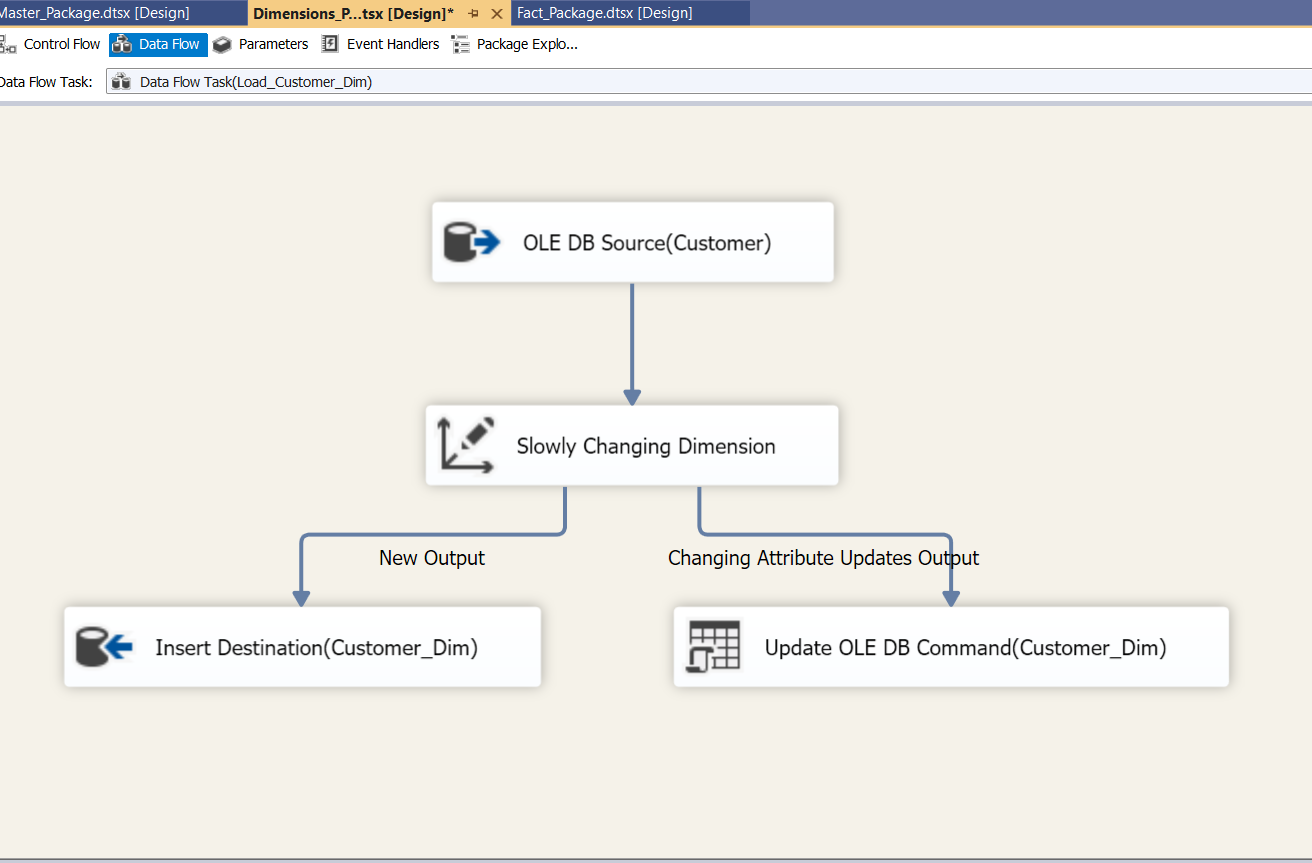 Master_Package.dtsx [Design] Dimensions_P...tsx [Design]* Fact_Package.dtsx [Design]
Control Flow Data Flow Parameters Event Handlers Package Explo...
Data Flow Task: Data Flow Task(Load_Customer_Dim)
OLE DB Source(Customer)
Slowly Changing Dimension
New Output Changing Attribute Updates Output
Insert Destination(Customer_Dim) Update OLE DB Command(Customer_Dim)